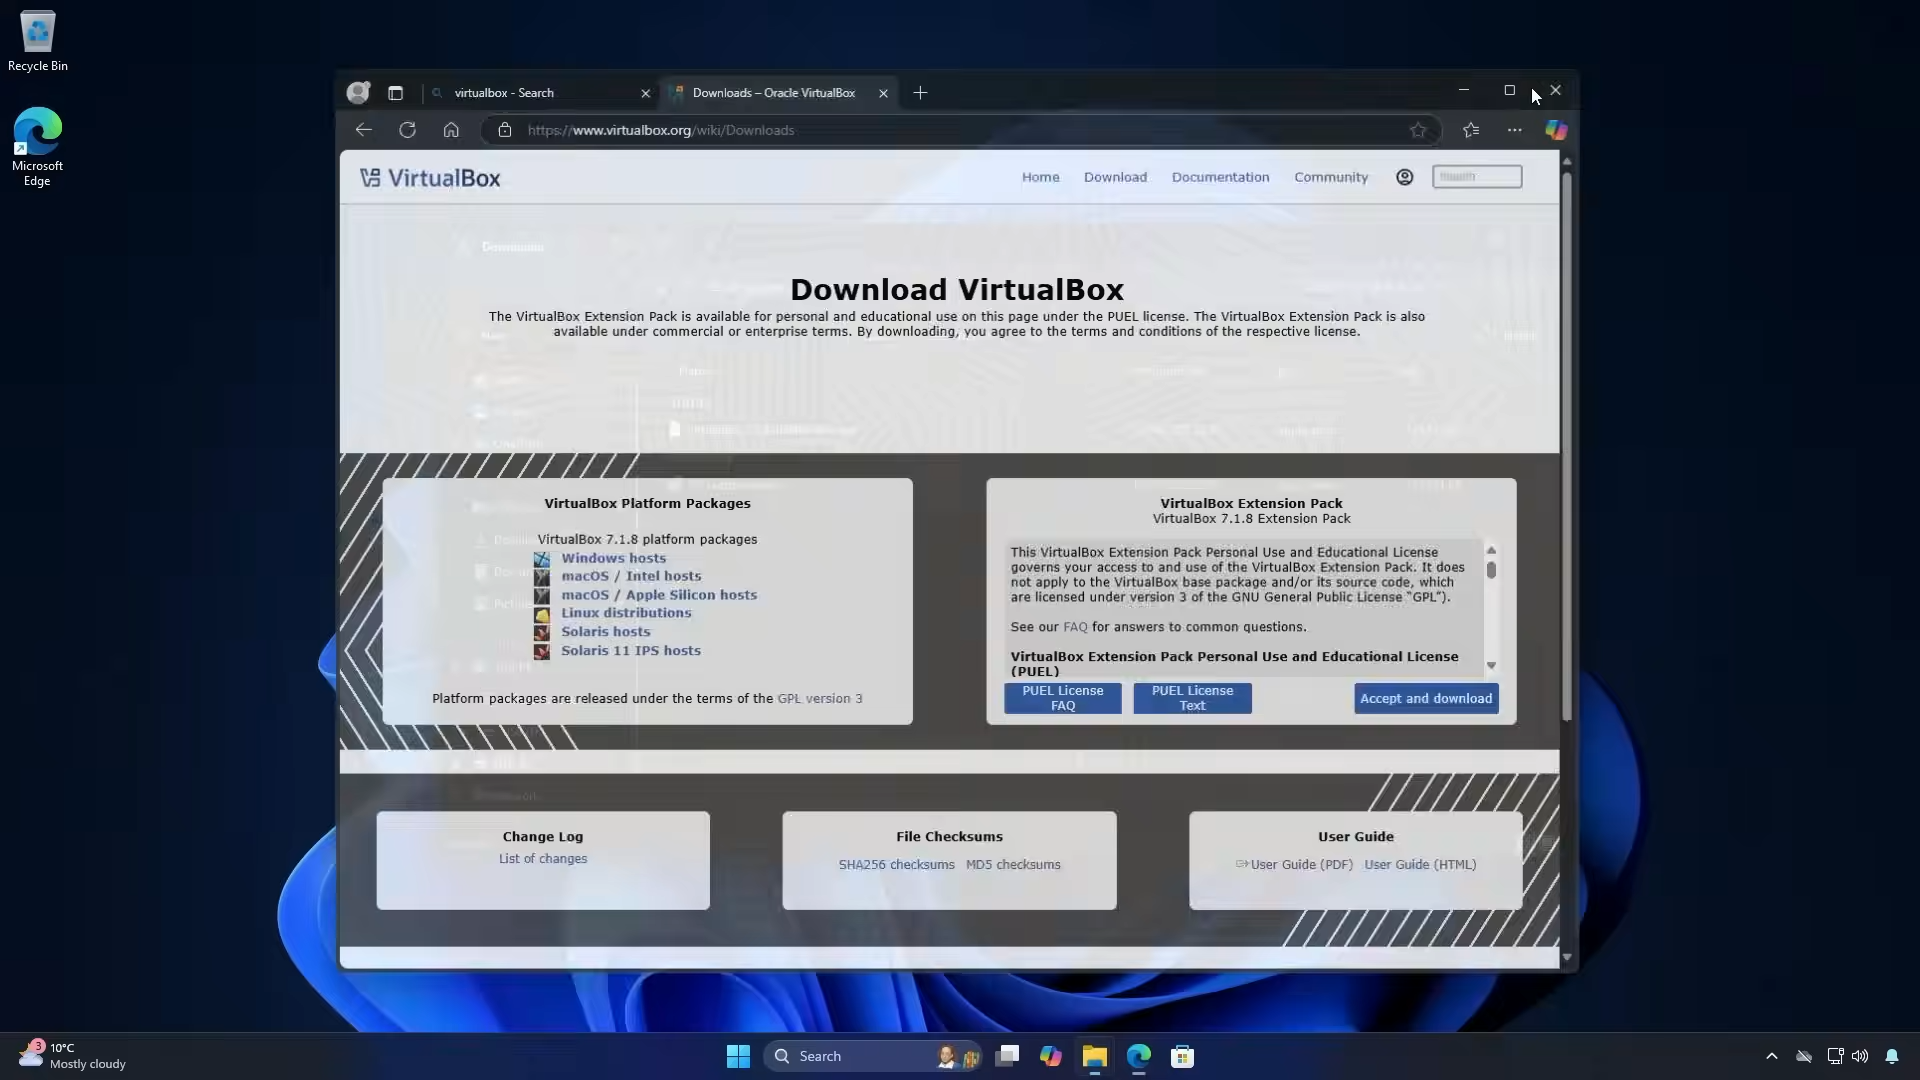 Recycle Bin
Microsoft
Edge
virtualbox - Search
Downloads – Oracle VirtualBox
https://www.virtualbox.org/wiki/Downloads
VirtualBox
Home
Download
Documentation
Community
Download VirtualBox
The VirtualBox Extension Pack is available for personal and educational use on this page under the PUEL license. The VirtualBox Extension Pack is also
available under commercial or enterprise terms. By downloading, you agree to the terms and conditions of the respective license.
VirtualBox Platform Packages
VirtualBox 7.1.8 platform packages
Windows hosts
macOS / Intel hosts
macOS / Apple Silicon hosts
Linux distributions
Solaris hosts
Solaris 11 IPS hosts
Platform packages are released under the terms of the GPL version 3
VirtualBox Extension Pack
VirtualBox 7.1.8 Extension Pack
This VirtualBox Extension Pack Personal Use and Educational License
governs your access to and use of the VirtualBox Extension Pack. It does
not apply to the VirtualBox base package and/or its source code, which
are licensed under version 3 of the GNU General Public License “GPL”).
See our FAQ for answers to common questions.
VirtualBox Extension Pack Personal Use and Educational License
(PUEL)
PUEL License
FAQ
PUEL License
Text
Accept and download
Change Log
List of changes
File Checksums
SHA256 checksums MD5 checksums
User Guide
User Guide (PDF) User Guide (HTML)
3
10°C
Mostly cloudy
Search